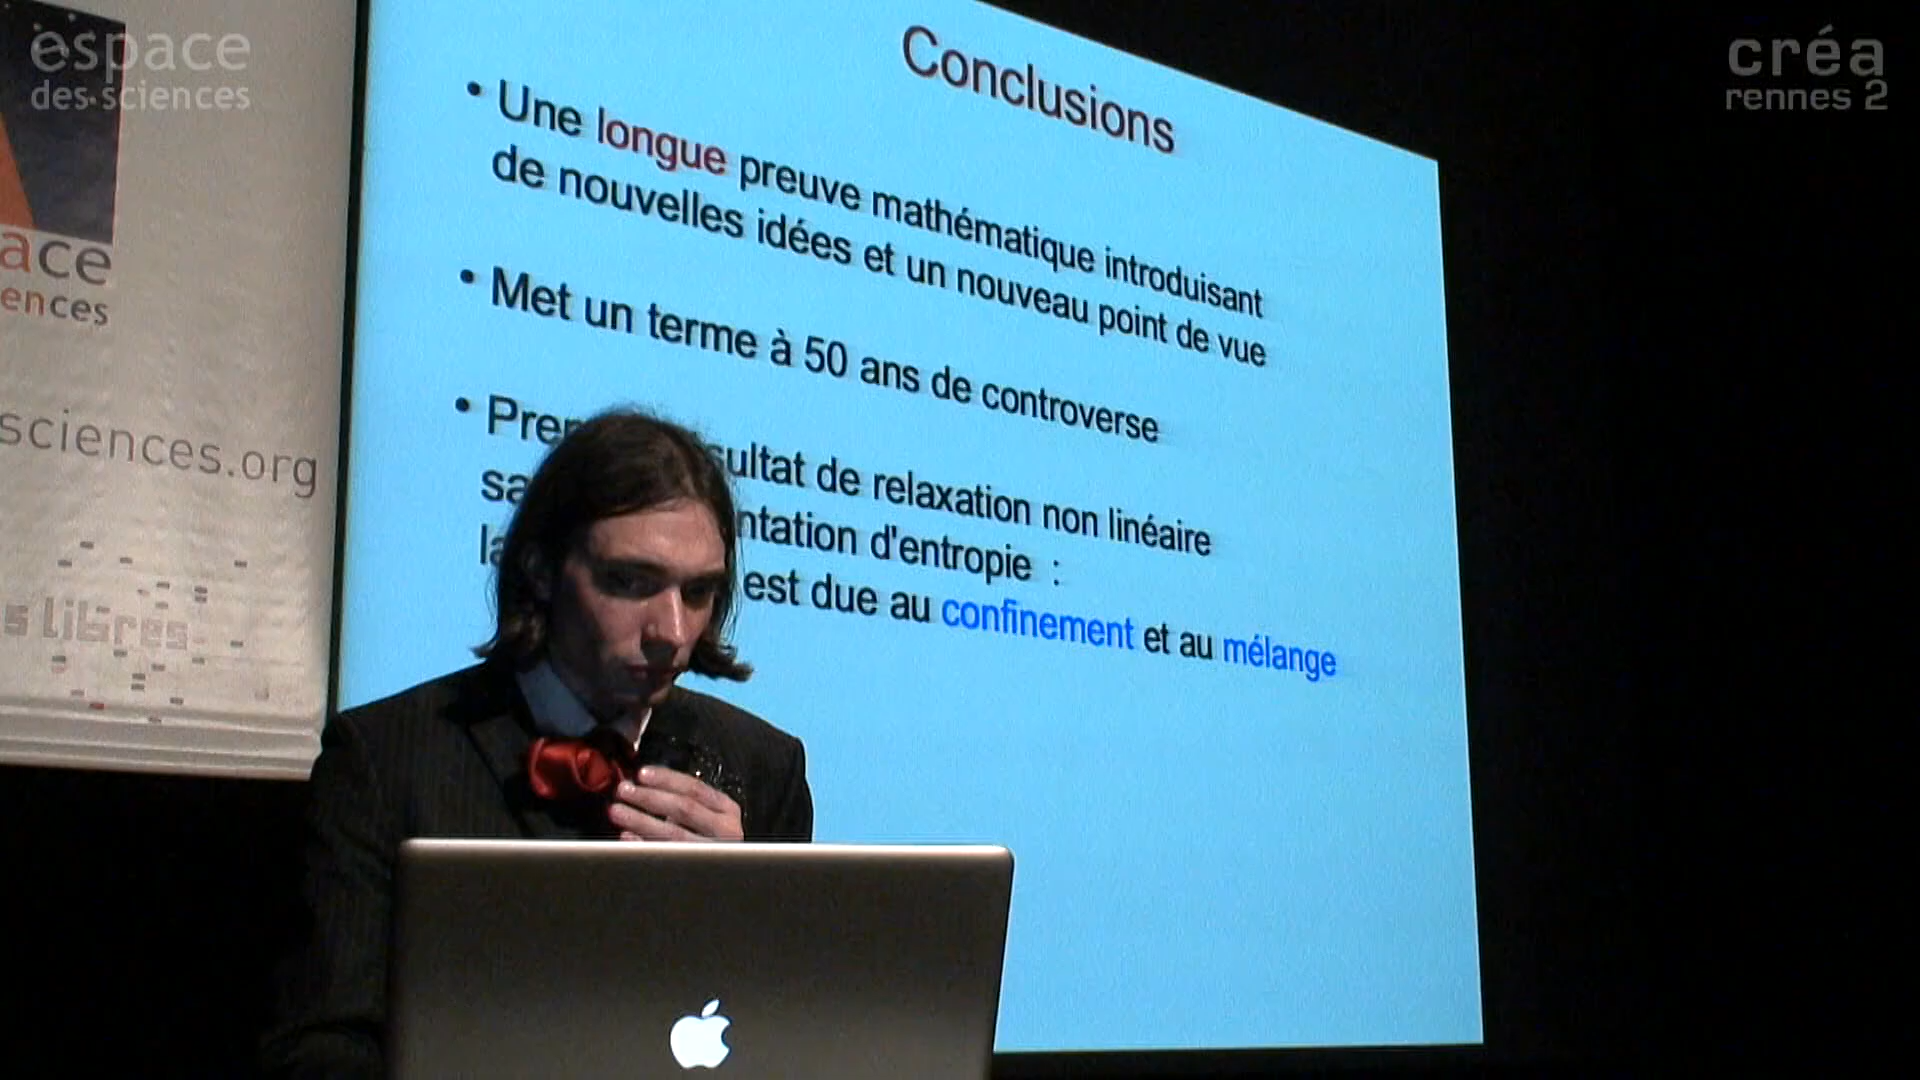 espace
des sciences
créa
rennes 2
ace
ences
sciences.org
s libres
Conclusions
• Une longue preuve mathématique introduisant
de nouvelles idées et un nouveau point de vue
• Met un terme à 50 ans de controverse
• Pre sultat de relaxation non linéaire
sa ntation d'entropie :
la est due au confinement et au mélange